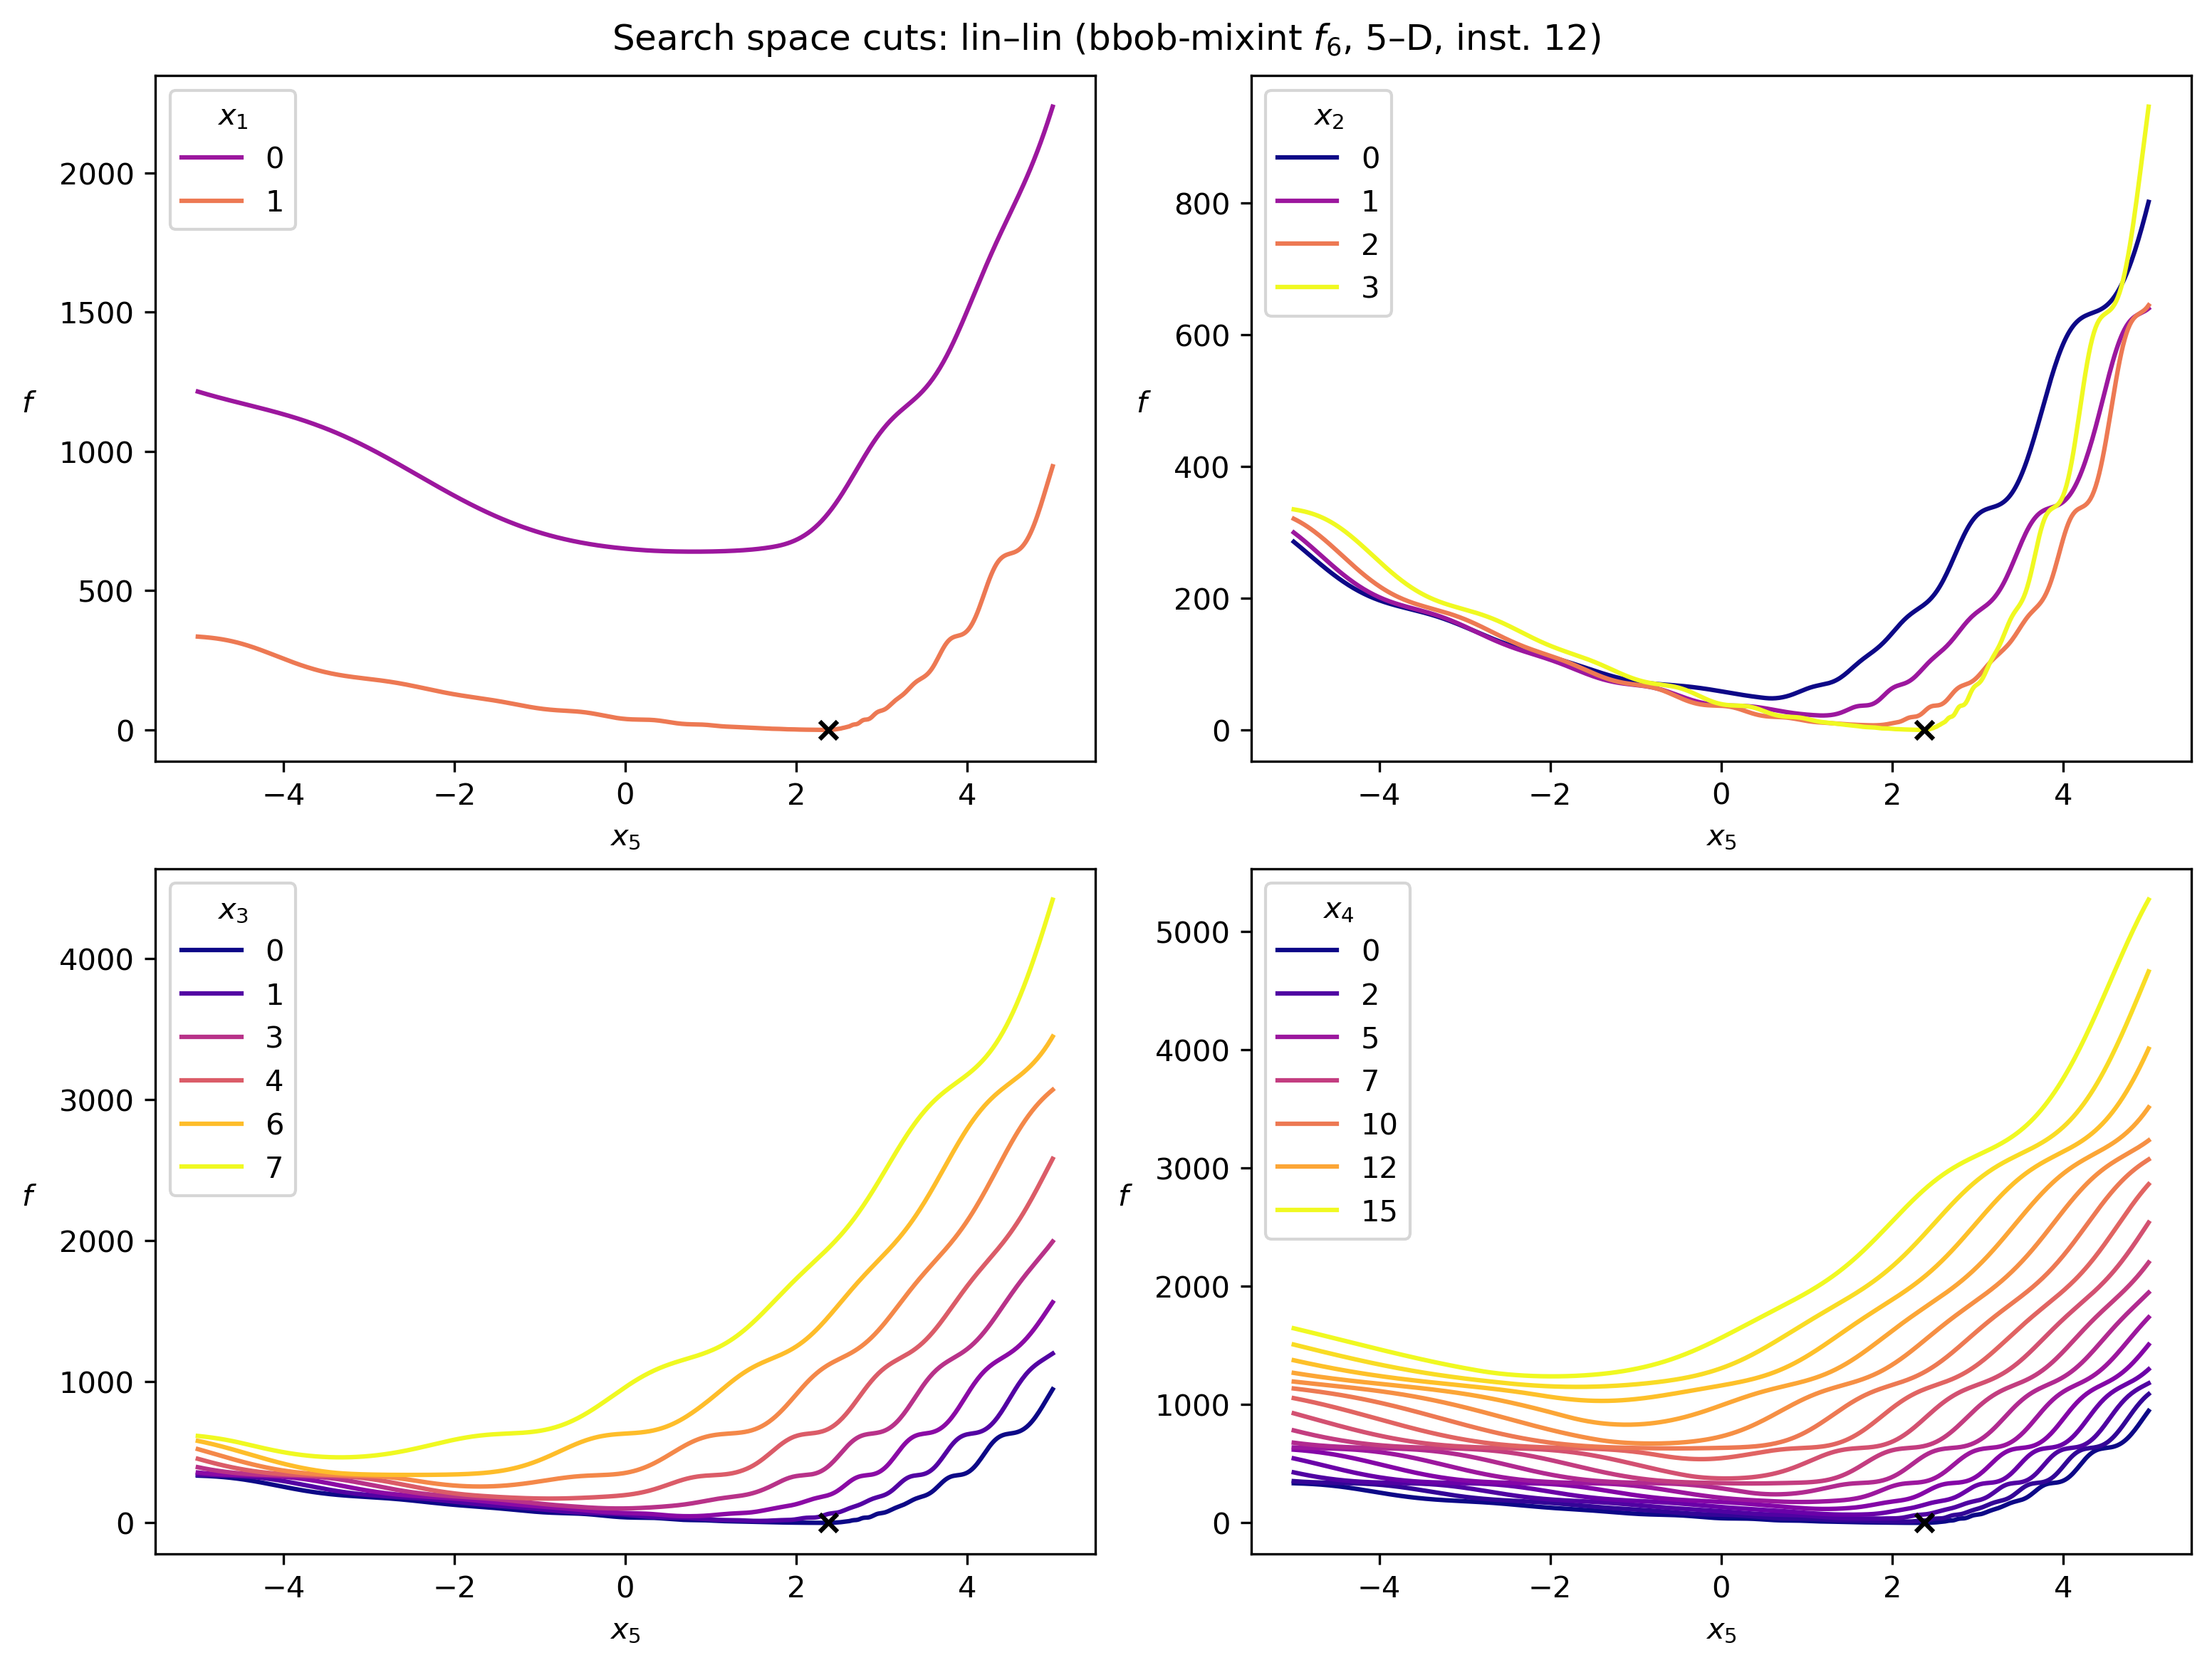 Search space cuts: lin–lin (bbob-mixint f₆, 5–D, inst. 12)
x₁
0
1
2000
1500
1000
500
0
f
−4 −2 0 2 4
x₅
x₂
0
1
2
3
800
600
400
200
0
f
−4 −2 0 2 4
x₅
x₃
0
1
3
4
6
7
4000
3000
2000
1000
0
f
−4 −2 0 2 4
x₅
x₄
0
2
5
7
10
12
15
5000
4000
3000
2000
1000
0
f
−4 −2 0 2 4
x₅